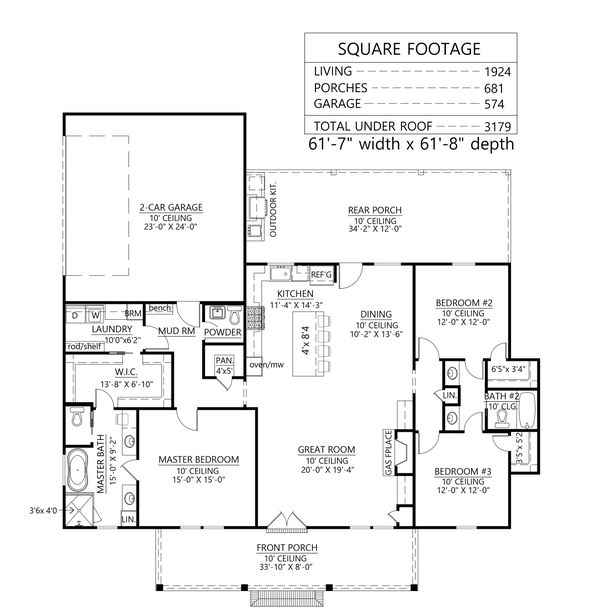 SQUARE FOOTAGE
LIVING 1924
PORCHES 681
GARAGE 574
TOTAL UNDER ROOF 3179
61'-7" width x 61'-8" depth
2-CAR GARAGE
10' CEILING
23'-0" X 24'-0"
OUTDOOR KIT.
REAR PORCH
10' CEILING
34'-2" X 12'-0"
REF'G
KITCHEN
11'-4" X 14'-3"
4'x 8'4
oven/mw
DINING
10' CEILING
10'-2" X 13'-6"
BEDROOM #2
10' CEILING
12'-0" X 12'-0"
bench
D
W
BRM
LAUNDRY
10'0"x6'2"
rod/shelf
MUD RM
POWDER
PAN.
4'x5'
W.I.C.
13'-8" X 6'-10"
6'5"x 3'4"
LIN.
BATH #2
10' CLG.
3'5"x 5'2"
MASTER BATH
15'-0" X 9'-2"
MASTER BEDROOM
10' CEILING
15'-0" X 15'-0"
GREAT ROOM
10' CEILING
20'-0" X 19'-4"
GAS FPLACE
BEDROOM #3
10' CEILING
12'-0" X 12'-0"
3'6x 4'0
LIN.
FRONT PORCH
10' CEILING
33'-10" X 8'-0"